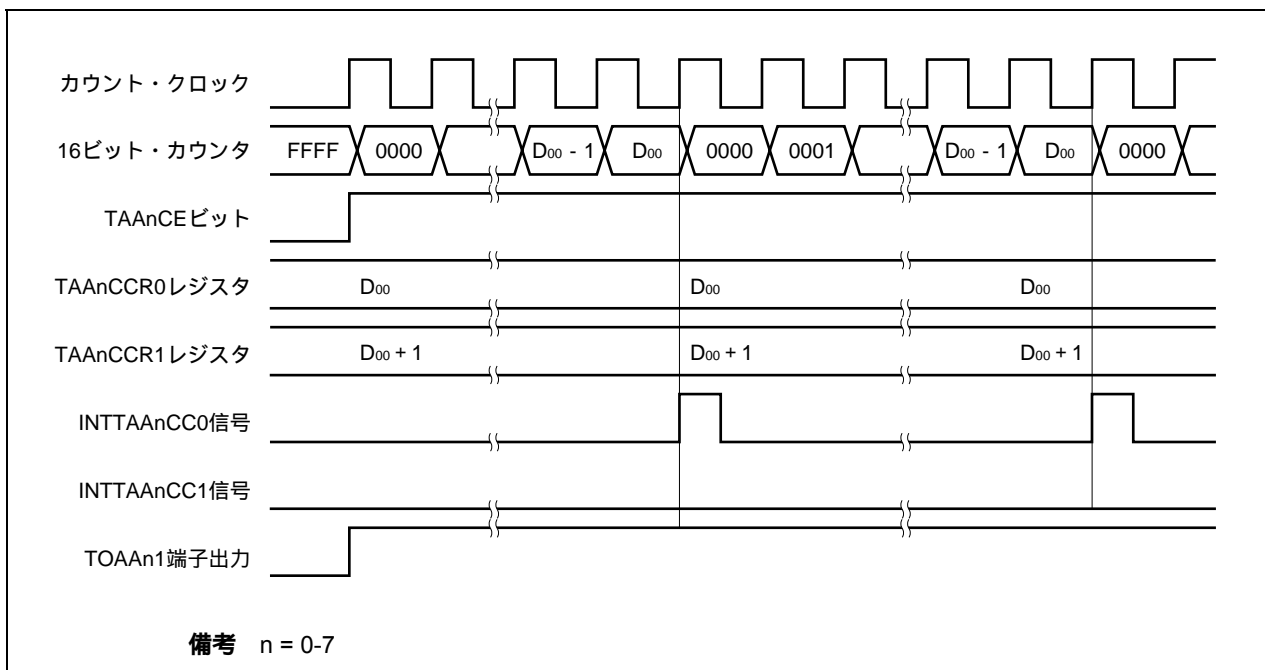 カウント・クロック
16ビット・カウンタ FFFF 0000 D00 - 1 D00 0000 0001 D00 - 1 D00 0000
TAAnCEビット
TAAnCCR0レジスタ D00 D00 D00
TAAnCCR1レジスタ D00 + 1 D00 + 1 D00 + 1
INTTAAnCC0信号
INTTAAnCC1信号
TOAAn1端子出力
備考 n = 0-7